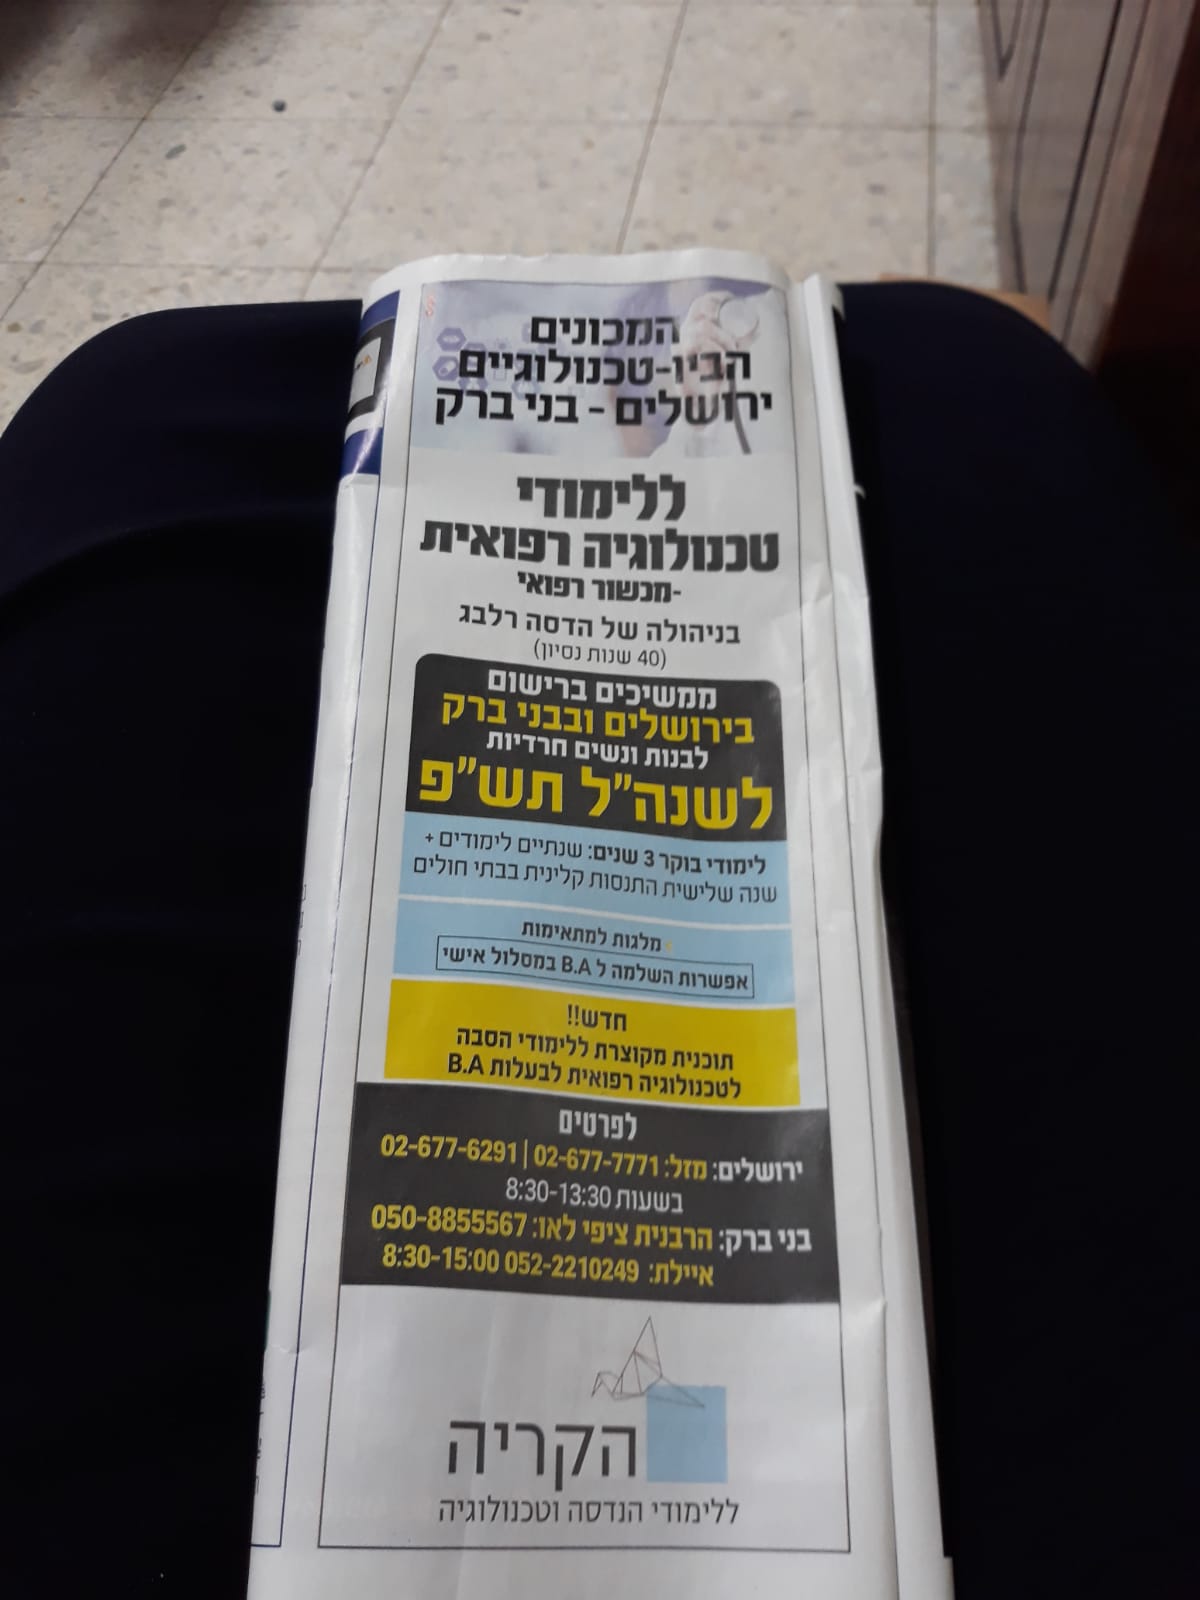 המכונים
הביו-טכנולוגיים
ירושלים - בני ברק
ללימודי
טכנולוגיה רפואית
-מכשור רפואי
בניהולה של הדסה רלבג
(40 שנות נסיון)
ממשיכים ברישום
בירושלים ובבני ברק
לבנות ונשים חרדיות
לשנה"ל תש"פ
לימודי בוקר 3 שנים: שנתיים לימודים +
שנה שלישית התנסות קלינית בבתי חולים
מלגות למתאימות
אפשרות השלמה ל B.A במסלול אישי
חדש!!
תוכנית מקוצרת ללימודי הסבה
לטכנולוגיה רפואית לבעלות B.A
לפרטים
ירושלים: מזל: 02-677-7771 | 02-677-6291
בשעות 8:30-13:30
בני ברק: הרבנית ציפי לאו: 050-8855567
איילת: 052-2210249 8:30-15:00
הקריה
ללימודי הנדסה וטכנולוגיה